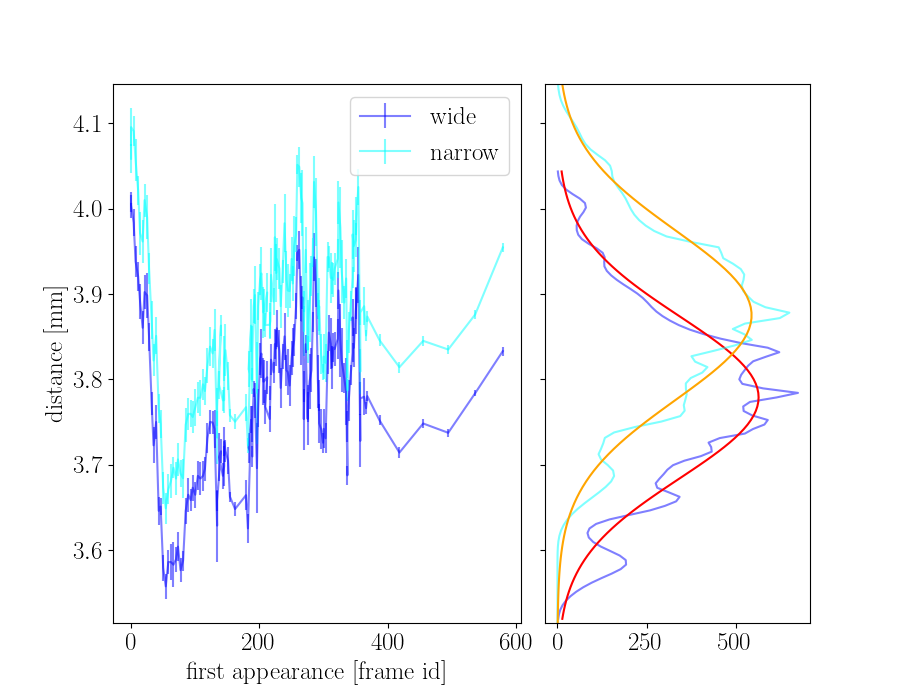 wide
narrow
4.1
4.0
3.9
3.8
3.7
3.6
distance [mm]
0 200 400 600
first appearance [frame id]
0 250 500